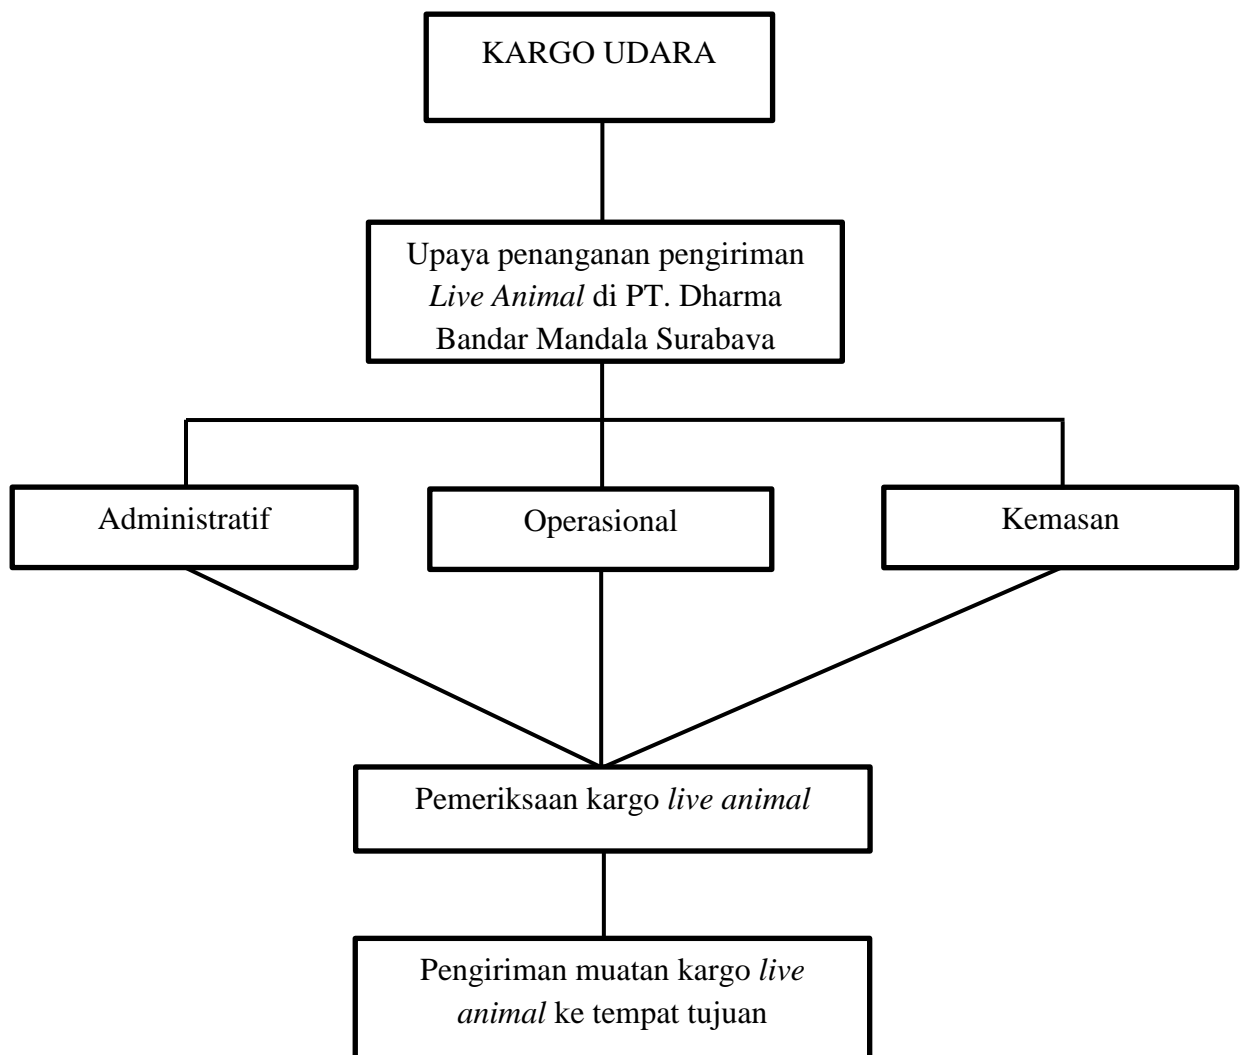 KARGO UDARA
Upaya penanganan pengiriman
Live Animal di PT. Dharma
Bandar Mandala Surabaya
Administratif
Operasional
Kemasan
Pemeriksaan kargo live animal
Pengiriman muatan kargo live
animal ke tempat tujuan